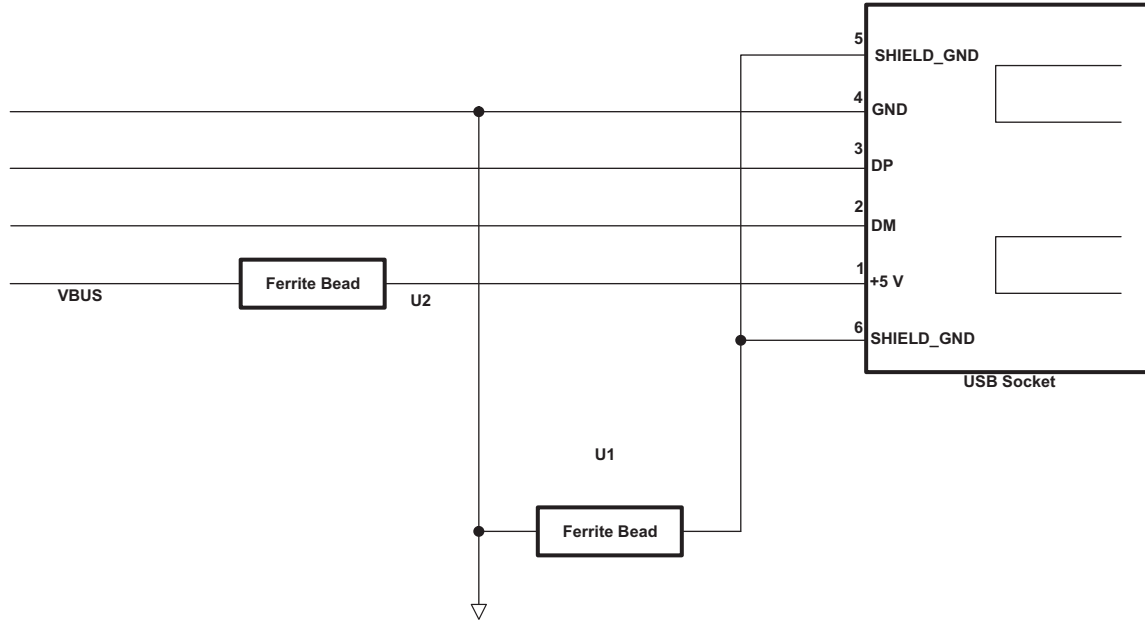 5
SHIELD_GND
4
GND
3
DP
2
DM
1
+5 V
Ferrite Bead
VBUS
U2
6
SHIELD_GND
USB Socket
U1
Ferrite Bead